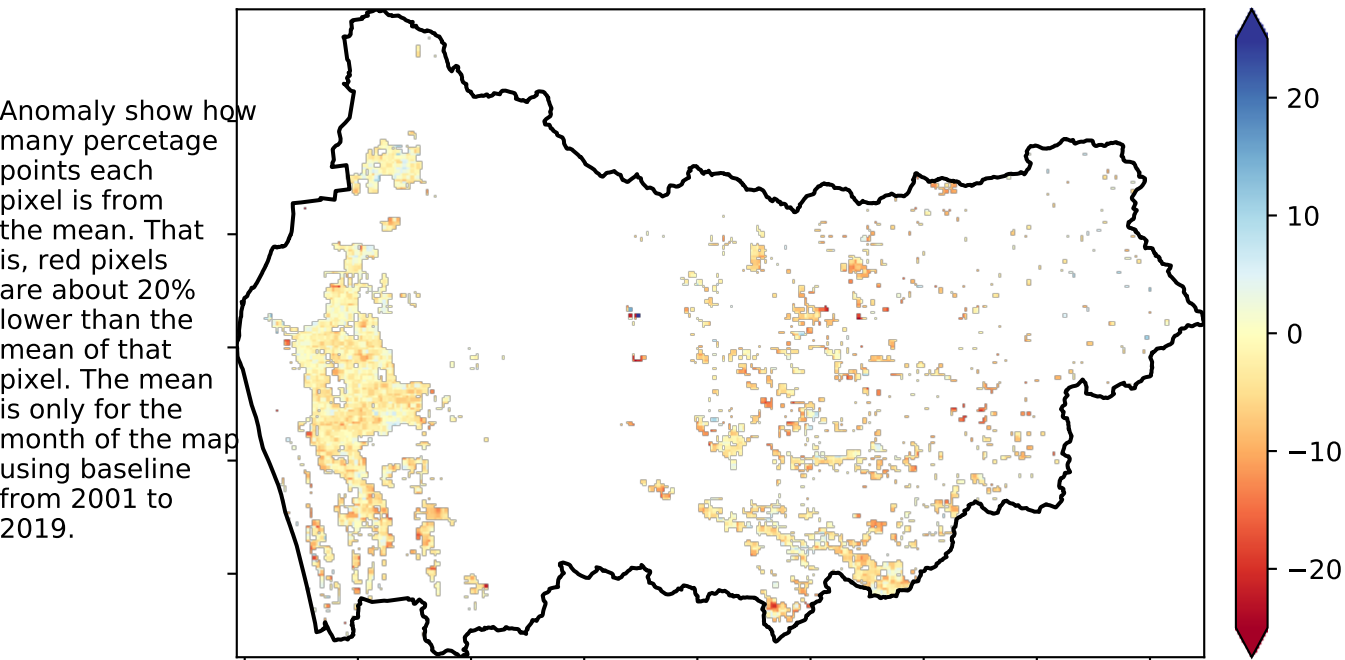 Anomaly show how
many percetage
points each
pixel is from
the mean. That
is, red pixels
are about 20%
lower than the
mean of that
pixel. The mean
is only for the
month of the map
using baseline
from 2001 to
2019.
20
10
0
−10
−20